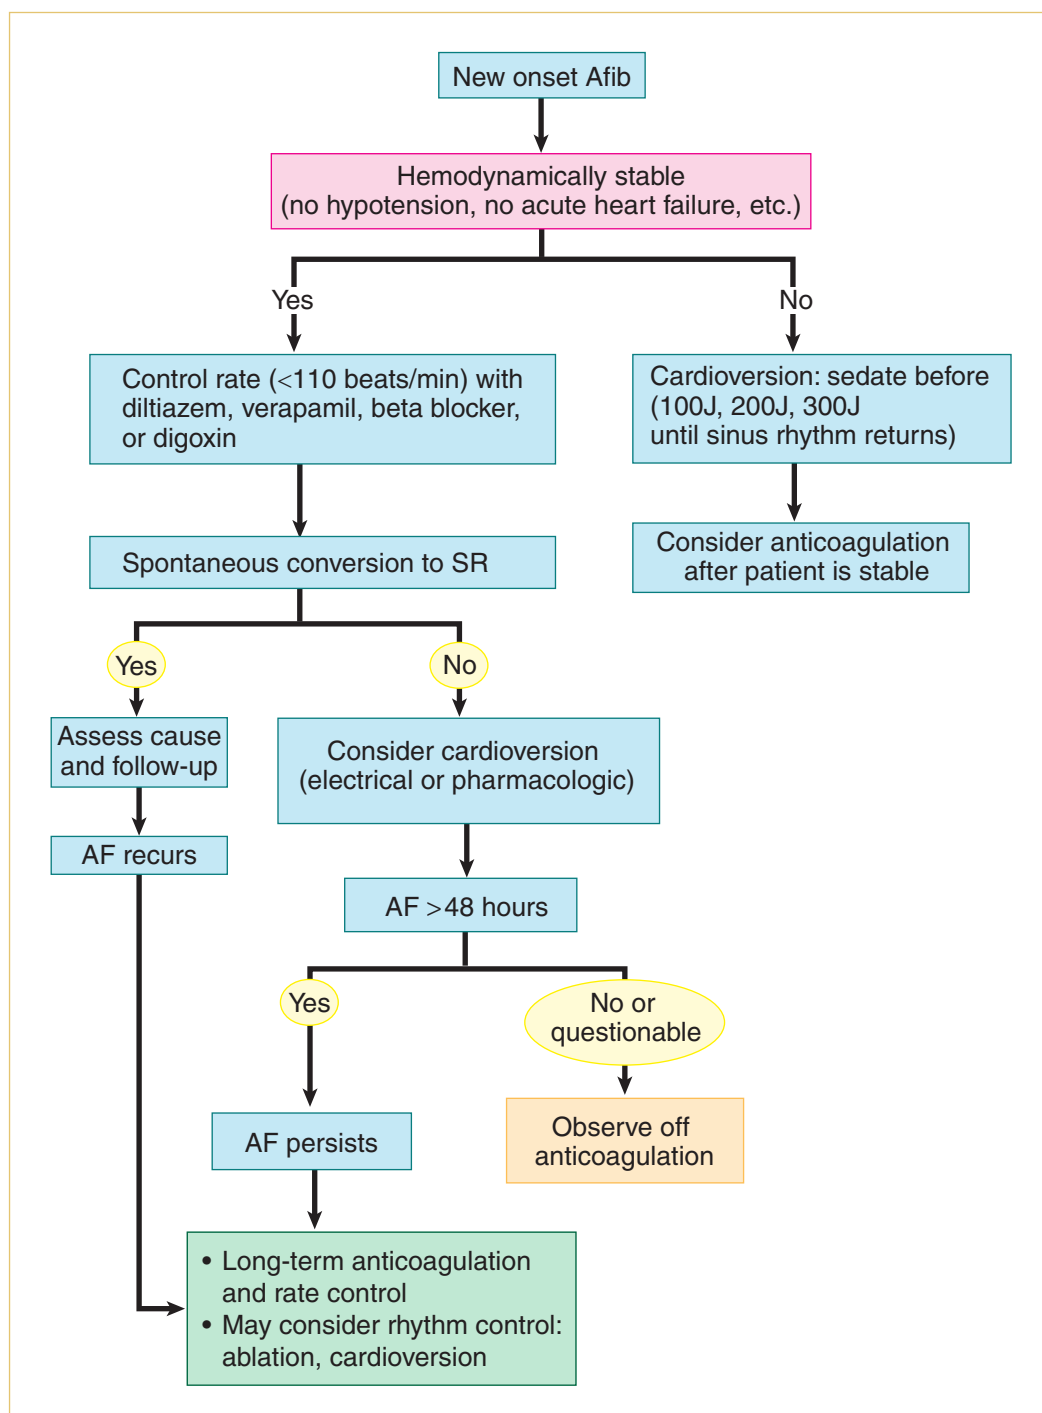 New onset Afib
Hemodynamically stable
(no hypotension, no acute heart failure, etc.)
Yes
No
Control rate (<110 beats/min) with
diltiazem, verapamil, beta blocker,
or digoxin
Cardioversion: sedate before
(100J, 200J, 300J
until sinus rhythm returns)
Consider anticoagulation
after patient is stable
Spontaneous conversion to SR
Yes
No
Assess cause
and follow-up
Consider cardioversion
(electrical or pharmacologic)
AF recurs
AF >48 hours
Yes
No or
questionable
AF persists
Observe off
anticoagulation
• Long-term anticoagulation
and rate control
• May consider rhythm control:
ablation, cardioversion